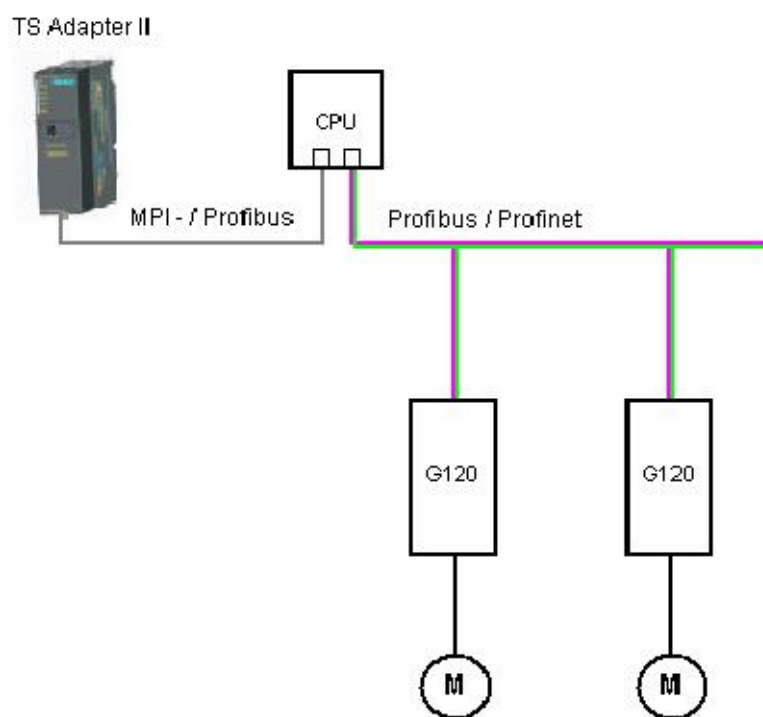 TS Adapter II
CPU
MPI - / Profibus
Profibus / Profinet
G120
G120
M
M